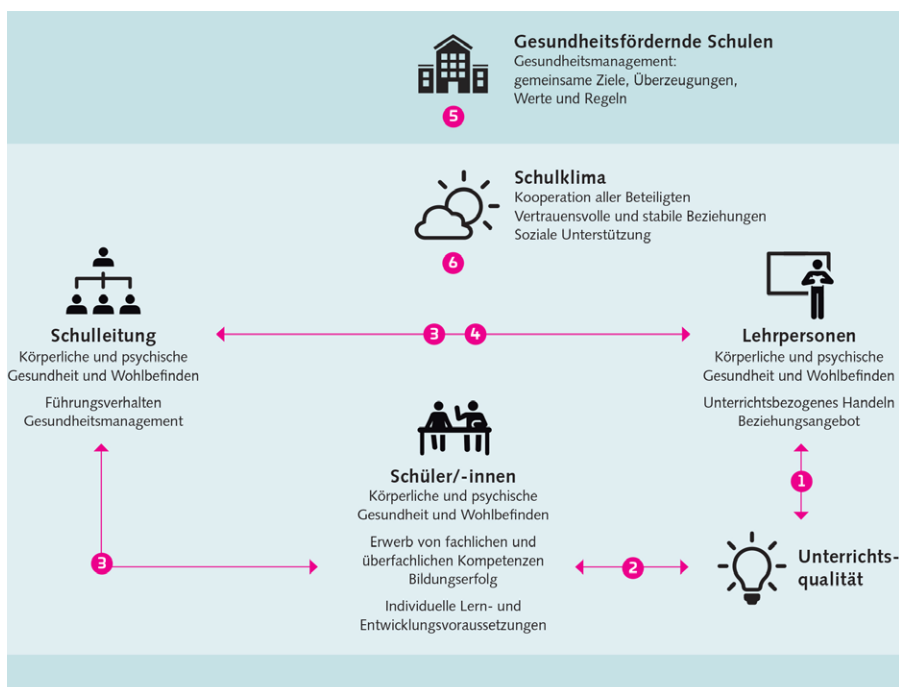 Gesundheitsfördernde Schulen
Gesundheitsmanagement:
gemeinsame Ziele, Überzeugungen,
Werte und Regeln
5
Schulklima
Kooperation aller Beteiligten
Vertrauensvolle und stabile Beziehungen
Soziale Unterstützung
6
Schulleitung
Körperliche und psychische
Gesundheit und Wohlbefinden
Führungsverhalten
Gesundheitsmanagement
3 4
Lehrpersonen
Körperliche und psychische
Gesundheit und Wohlbefinden
Unterrichtsbezogenes Handeln
Beziehungsangebot
1
Schüler/-innen
Körperliche und psychische
Gesundheit und Wohlbefinden
Erwerb von fachlichen und
überfachlichen Kompetenzen
Bildungserfolg
Individuelle Lern- und
Entwicklungsvoraussetzungen
3
2
Unterrichts-
qualität